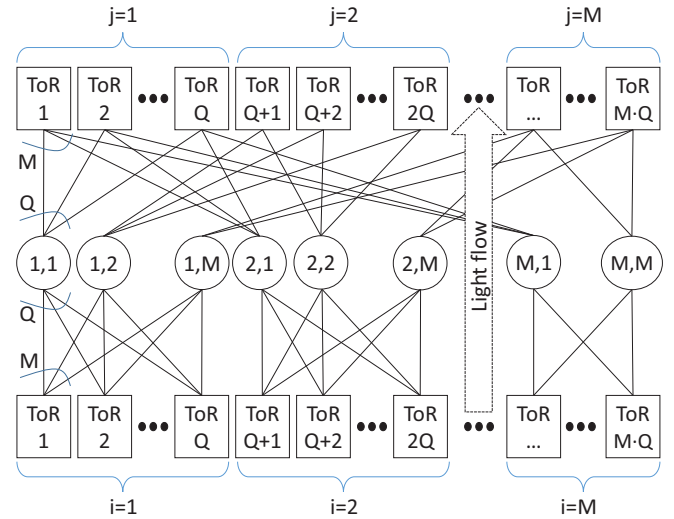 j=1 j=2 j=M
ToR 1 ToR 2 ToR Q ToR Q+1 ToR Q+2 ToR 2Q ToR ... ToR M·Q
M
Q
1,1 1,2 1,M 2,1 2,2 2,M M,1 M,M
Light flow
Q
M
ToR 1 ToR 2 ToR Q ToR Q+1 ToR Q+2 ToR 2Q ToR ... ToR M·Q
i=1 i=2 i=M